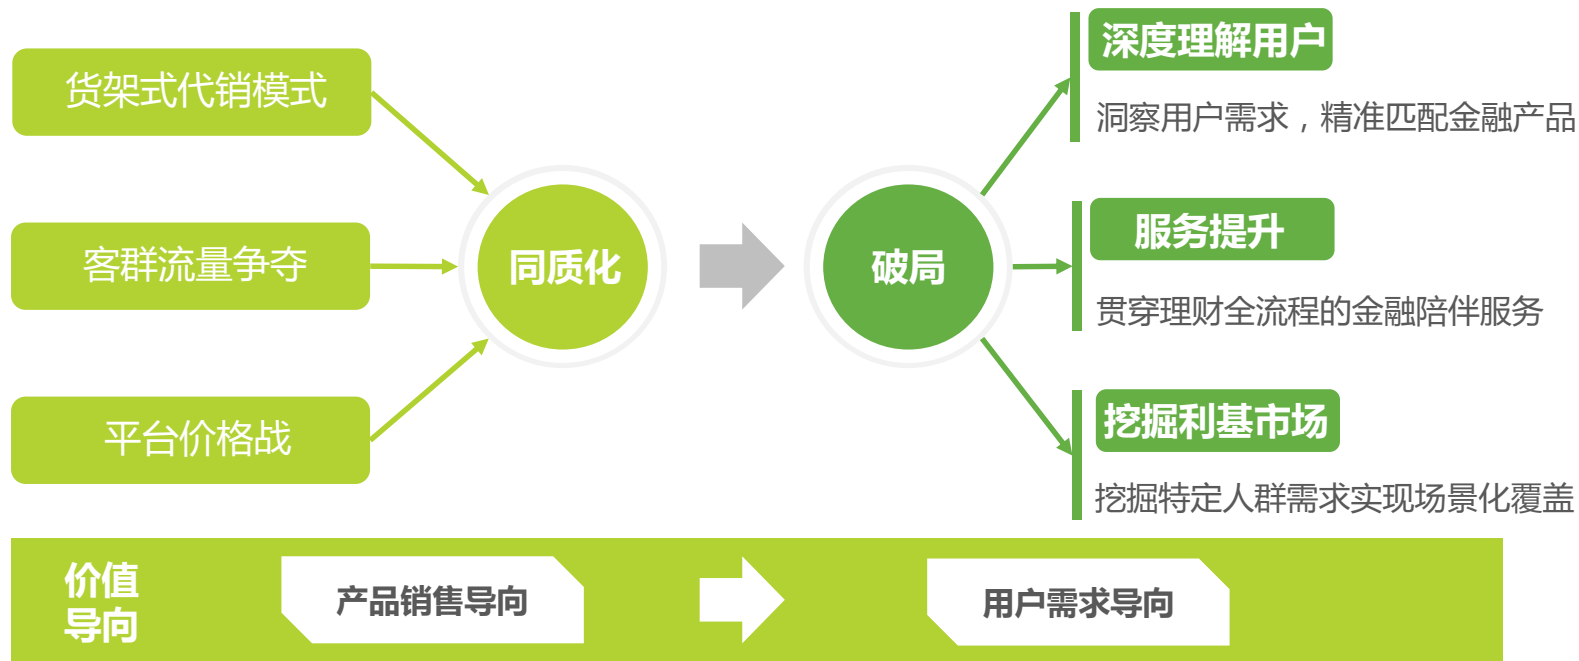 货架式代销模式
客群流量争夺
平台价格战
同质化
破局
深度理解用户
洞察用户需求，精准匹配金融产品
服务提升
贯穿理财全流程的金融陪伴服务
挖掘利基市场
挖掘特定人群需求实现场景化覆盖
价值
导向
产品销售导向
用户需求导向